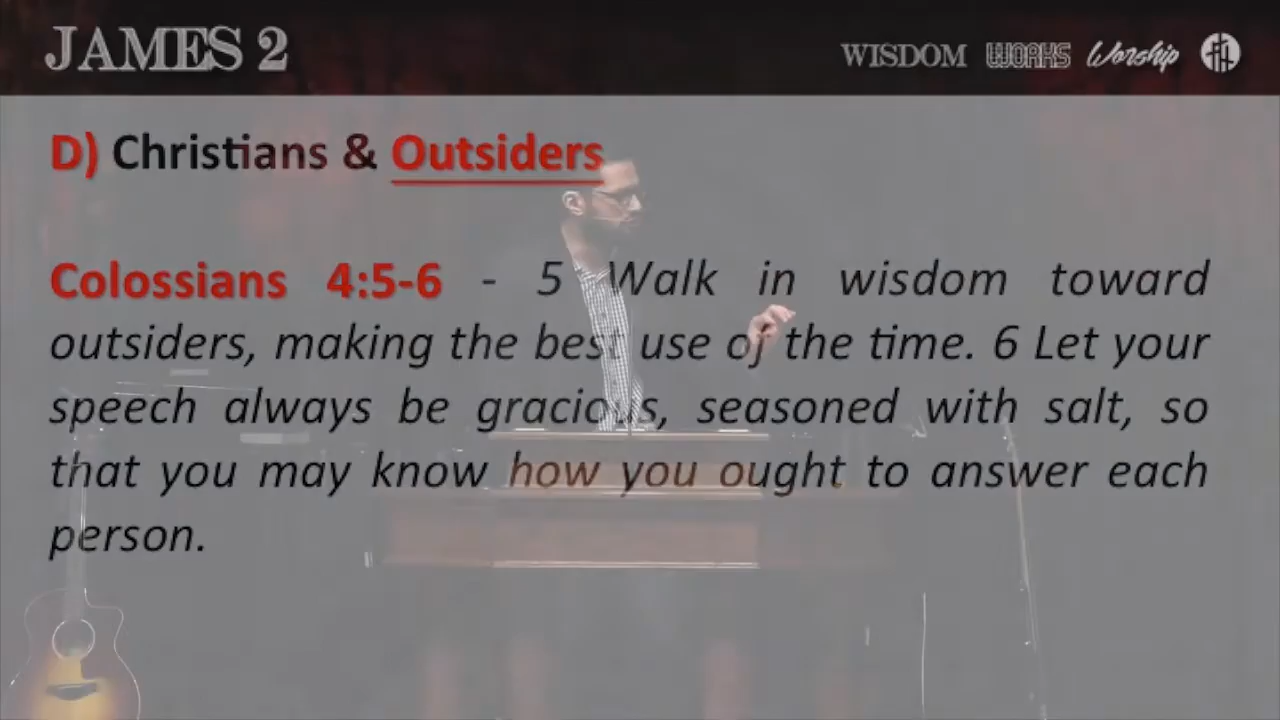 JAMES 2
WISDOM WORKS Worship
D) Christians & Outsiders
Colossians 4:5-6 - 5 Walk in wisdom toward
outsiders, making the best use of the time. 6 Let your
speech always be gracious, seasoned with salt, so
that you may know how you ought to answer each
person.